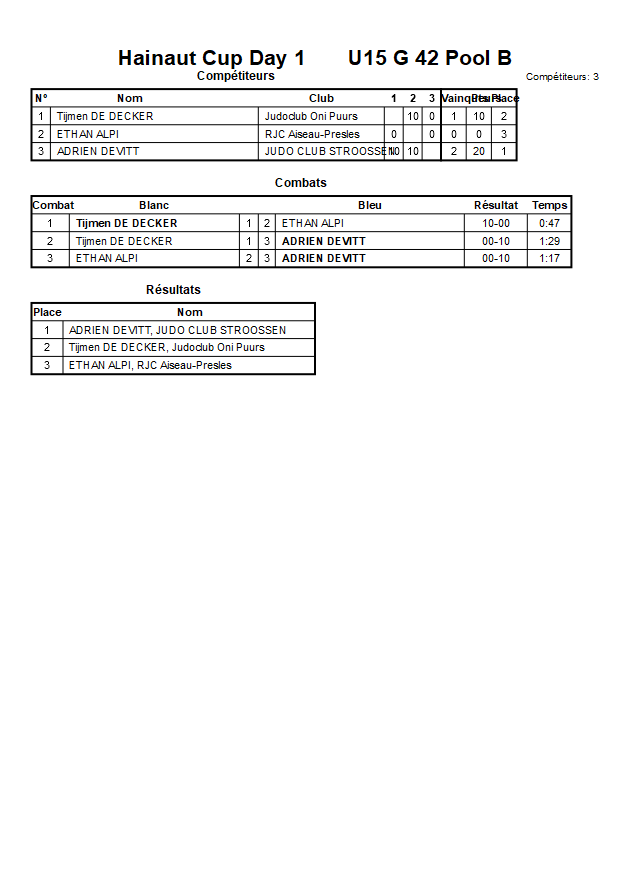 Hainaut Cup Day 1 U15 G 42 Pool B
Compétiteurs Compétiteurs: 3
Nº Nom Club 1 2 3 Vainqueurs Place
1 Tijmen DE DECKER Judoclub Oni Puurs 10 0 1 10 2
2 ETHAN ALPI RJC Aiseau-Presles 0 0 0 0 3
3 ADRIEN DEVITT JUDO CLUB STROOSSEN 10 10 2 20 1
Combats
Combat Blanc Bleu Résultat Temps
1 Tijmen DE DECKER 1 2 ETHAN ALPI 10-00 0:47
2 Tijmen DE DECKER 1 3 ADRIEN DEVITT 00-10 1:29
3 ETHAN ALPI 2 3 ADRIEN DEVITT 00-10 1:17
Résultats
Place Nom
1 ADRIEN DEVITT, JUDO CLUB STROOSSEN
2 Tijmen DE DECKER, Judoclub Oni Puurs
3 ETHAN ALPI, RJC Aiseau-Presles